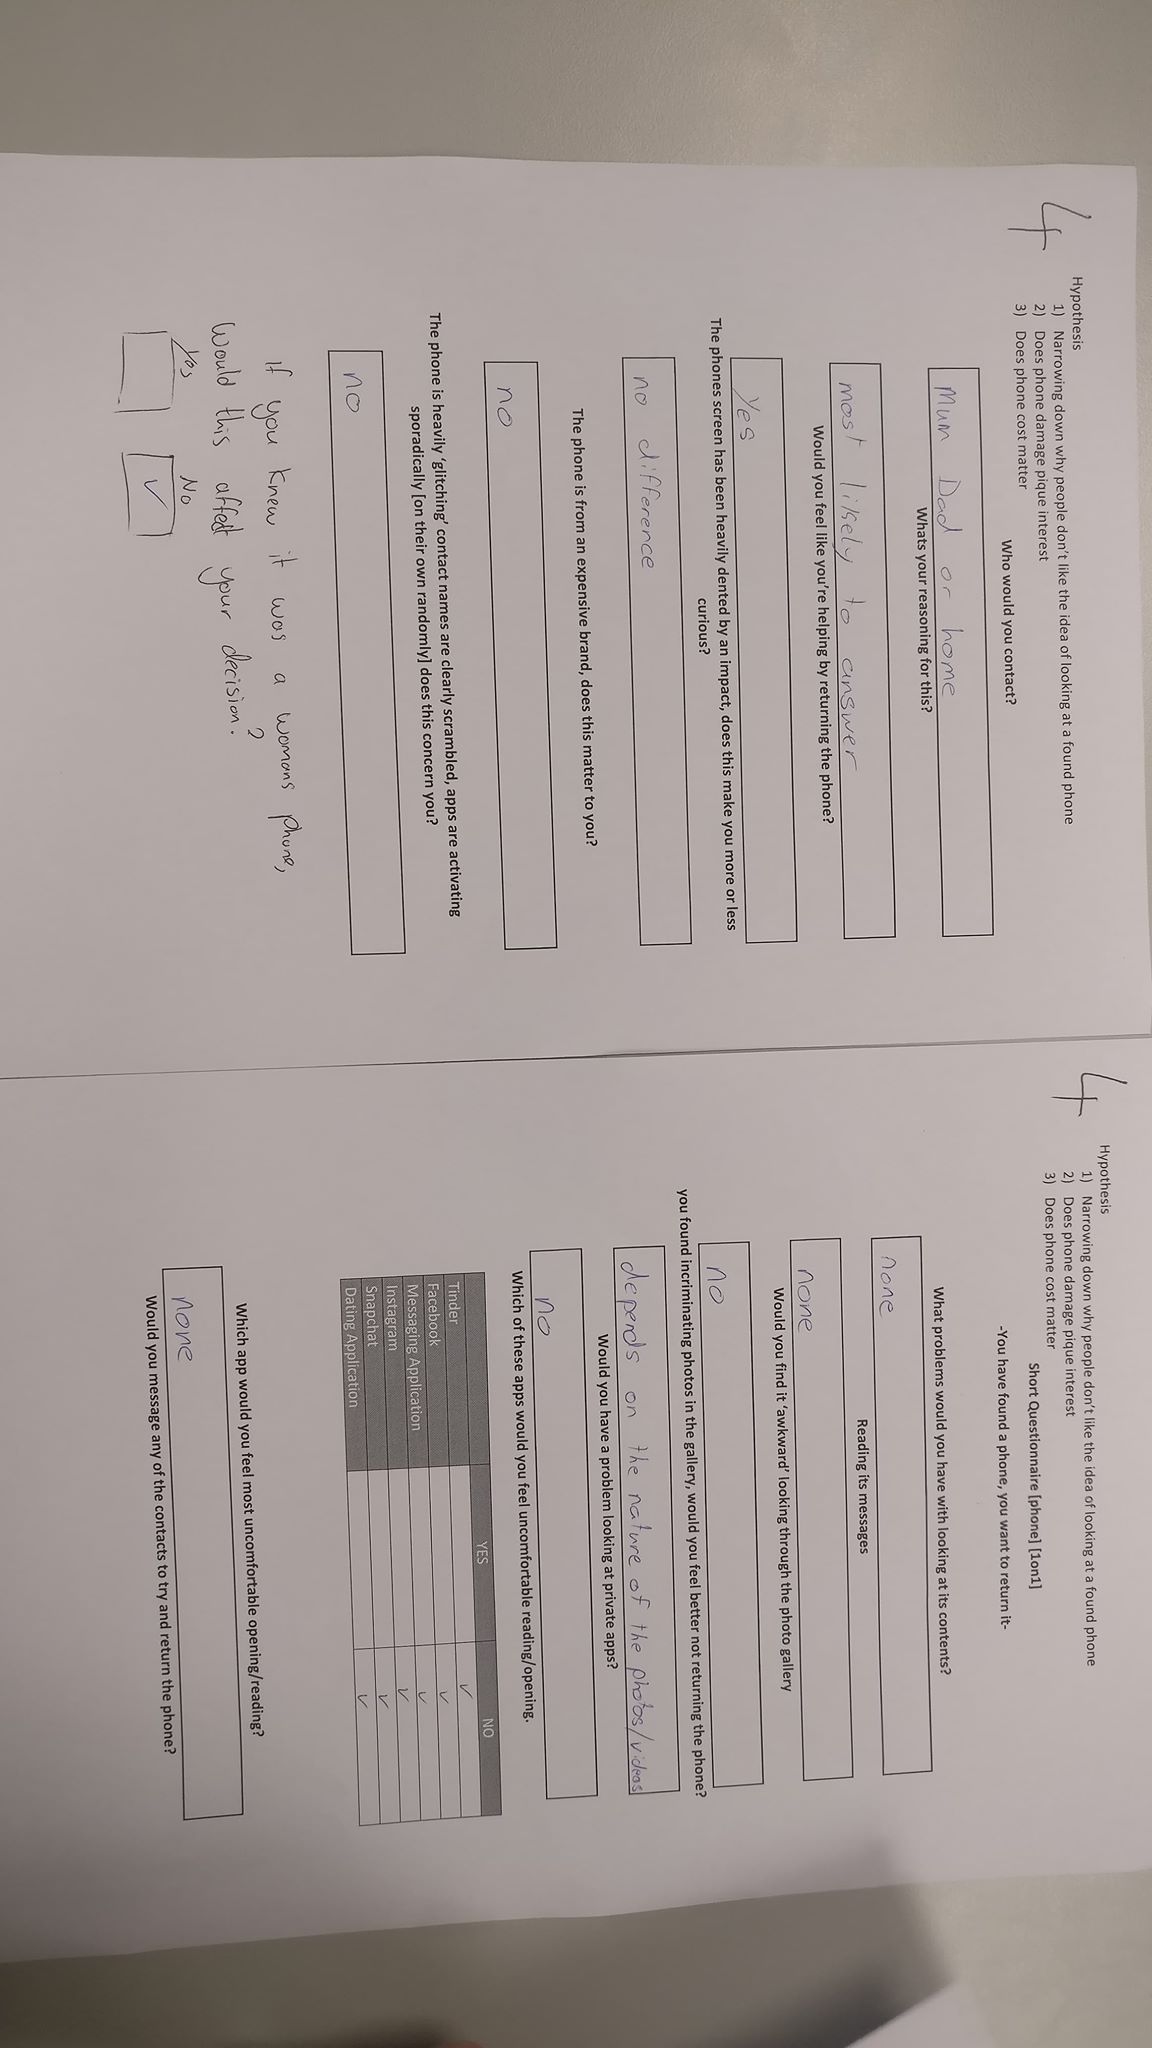 4
Hypothesis
1) Narrowing down why people don't like the idea of looking at a found phone
2) Does phone damage pique interest
3) Does phone cost matter
Who would you contact?
Mum Dad or home
Whats your reasoning for this?
most likely to answer
Would you feel like you're helping by returning the phone?
Yes
The phones screen has been heavily dented by an impact, does this make you more or less
curious?
no difference
The phone is from an expensive brand, does this matter to you?
no
The phone is heavily 'glitching' contact names are clearly scrambled, apps are activating
sporadically [on their own randomly] does this concern you?
no
If you knew it was a womans phone,
Would this affect your decision?
Yes No
✓
4
Hypothesis
1) Narrowing down why people don't like the idea of looking at a found phone
2) Does phone damage pique interest
3) Does phone cost matter
Short Questionnaire [phone] [1on1]
-You have found a phone, you want to return it-
What problems would you have with looking at its contents?
none
Reading its messages
none
Would you find it 'awkward' looking through the photo gallery
no
you found incriminating photos in the gallery, would you feel better not returning the phone?
depends on the nature of the photos/videos
Would you have a problem looking at private apps?
no
Which of these apps would you feel uncomfortable reading/opening.
YES NO
Tinder ✓
Facebook ✓
Messaging Application ✓
Instagram ✓
Snapchat ✓
Dating Application ✓
Which app would you feel most uncomfortable opening/reading?
none
Would you message any of the contacts to try and return the phone?